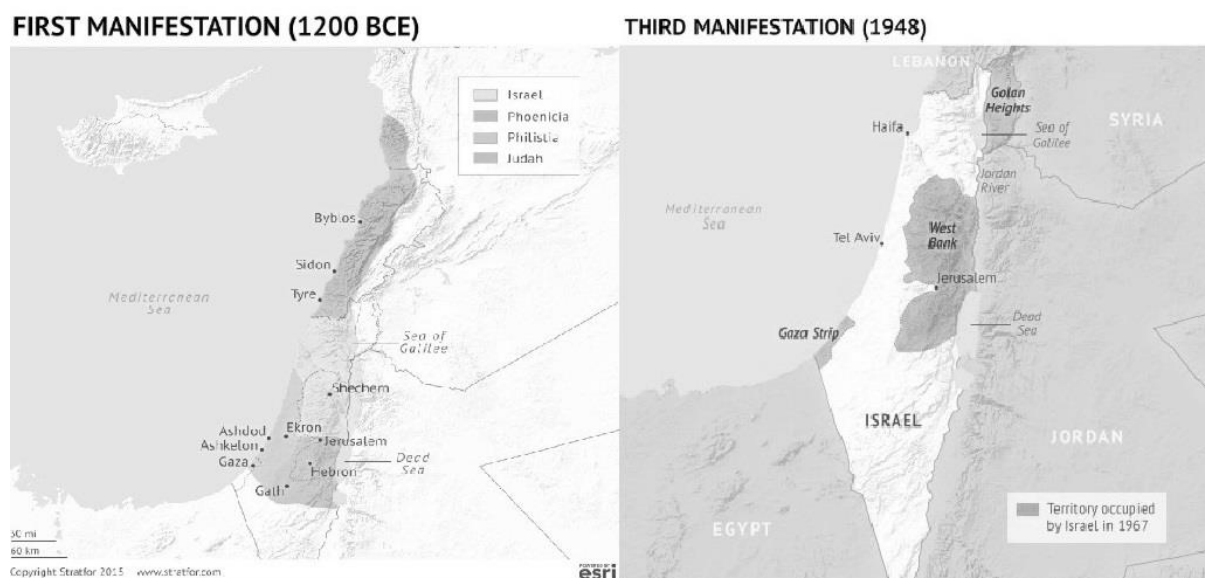 FIRST MANIFESTATION (1200 BCE)
Israel
Phoenicia
Philistia
Judah
Byblos
Sidon
Tyre
Mediterranean
Sea
Sea of
Galilee
Shechem
Ashdod
Ekron
Ashkelon
Jerusalem
Gaza
Dead
Sea
Hebron
Gath
50 mi
60 km
Copyright Stratfor 2015 www.stratfor.com
POWERED BY
esri
THIRD MANIFESTATION (1948)
LEBANON
Golan
Heights
SYRIA
Haifa
Sea of
Galilee
Jordan
River
Mediterranean
Sea
Tel Aviv
West
Bank
Jerusalem
Dead
Sea
Gaza Strip
ISRAEL
JORDAN
EGYPT
Territory occupied
by Israel in 1967